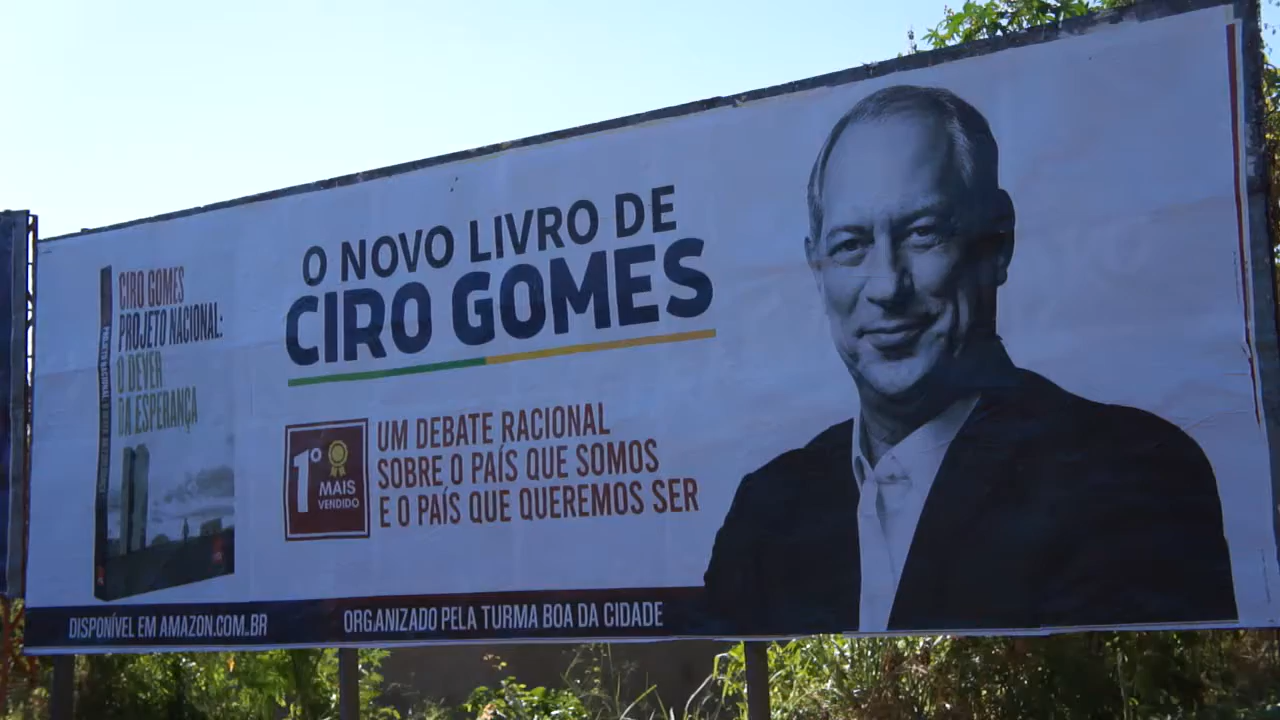 CIRO GOMES
PROJETO NACIONAL:
O DEVER
DA ESPERANÇA
O NOVO LIVRO DE
CIRO GOMES
1º
MAIS
VENDIDO
UM DEBATE RACIONAL
SOBRE O PAÍS QUE SOMOS
E O PAÍS QUE QUEREMOS SER
DISPONÍVEL EM AMAZON.COM.BR
ORGANIZADO PELA TURMA BOA DA CIDADE